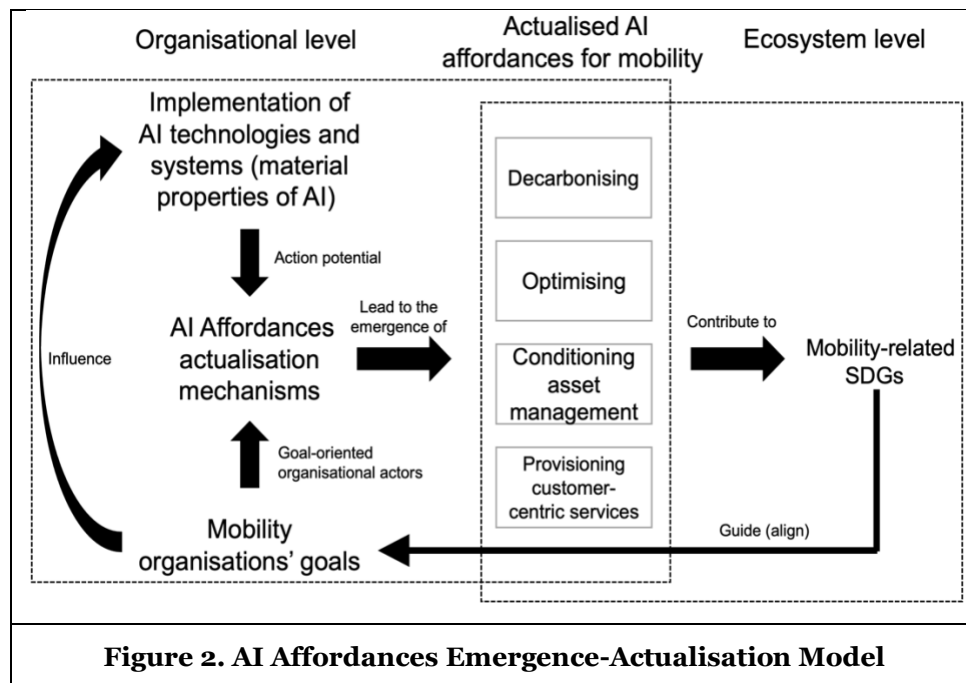 Organisational level
Actualised AI
affordances for mobility
Ecosystem level
Implementation of
AI technologies and
systems (material
properties of AI)
Action potential
AI Affordances
actualisation
mechanisms
Influence
Goal-oriented
organisational actors
Mobility
organisations’ goals
Lead to the
emergence of
Decarbonising
Optimising
Conditioning
asset
management
Provisioning
customer-
centric services
Contribute to
Mobility-related
SDGs
Guide (align)
Figure 2. AI Affordances Emergence-Actualisation Model